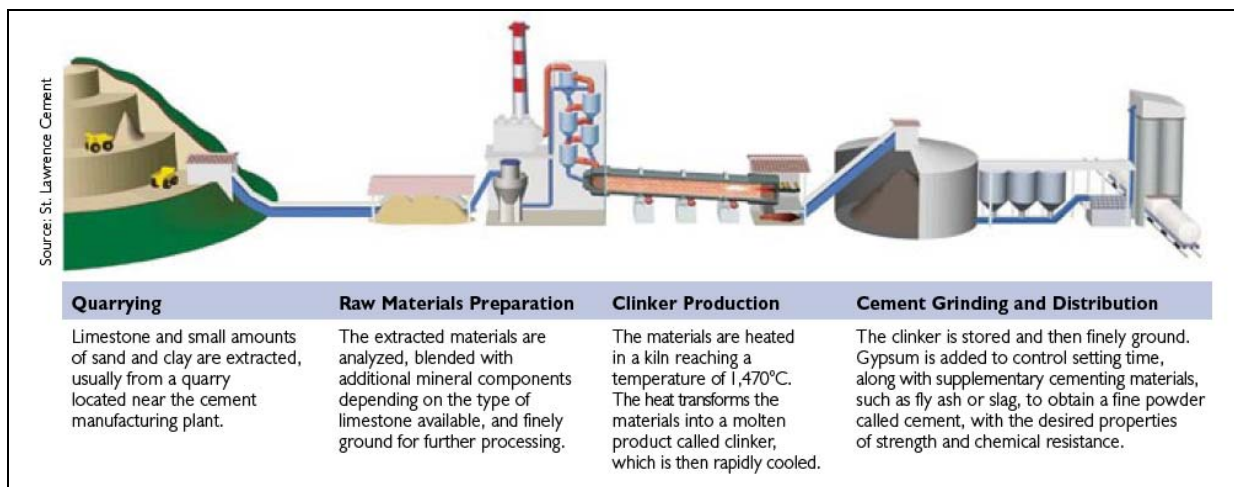 Source: St. Lawrence Cement
Quarrying
Limestone and small amounts
of sand and clay are extracted,
usually from a quarry
located near the cement
manufacturing plant.
Raw Materials Preparation
The extracted materials are
analyzed, blended with
additional mineral components
depending on the type of
limestone available, and finely
ground for further processing.
Clinker Production
The materials are heated
in a kiln reaching a
temperature of 1,470°C.
The heat transforms the
materials into a molten
product called clinker,
which is then rapidly cooled.
Cement Grinding and Distribution
The clinker is stored and then finely ground.
Gypsum is added to control setting time,
along with supplementary cementing materials,
such as fly ash or slag, to obtain a fine powder
called cement, with the desired properties
of strength and chemical resistance.